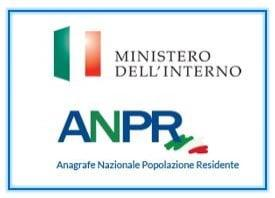 MINISTERO
DELL'INTERNO
ANPR
Anagrafe Nazionale Popolazione Residente